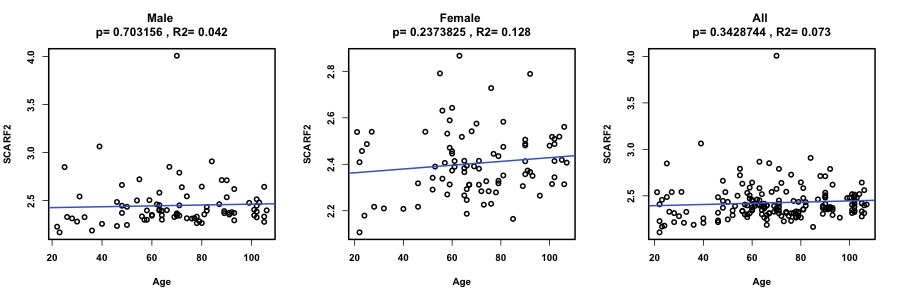 Male
p= 0.703156 , R2= 0.042
SCARF2
4.0
3.5
3.0
2.5
20 40 60 80 100
Age
Female
p= 0.2373825 , R2= 0.128
SCARF2
2.8
2.6
2.4
2.2
20 40 60 80 100
Age
All
p= 0.3428744 , R2= 0.073
SCARF2
4.0
3.5
3.0
2.5
20 40 60 80 100
Age